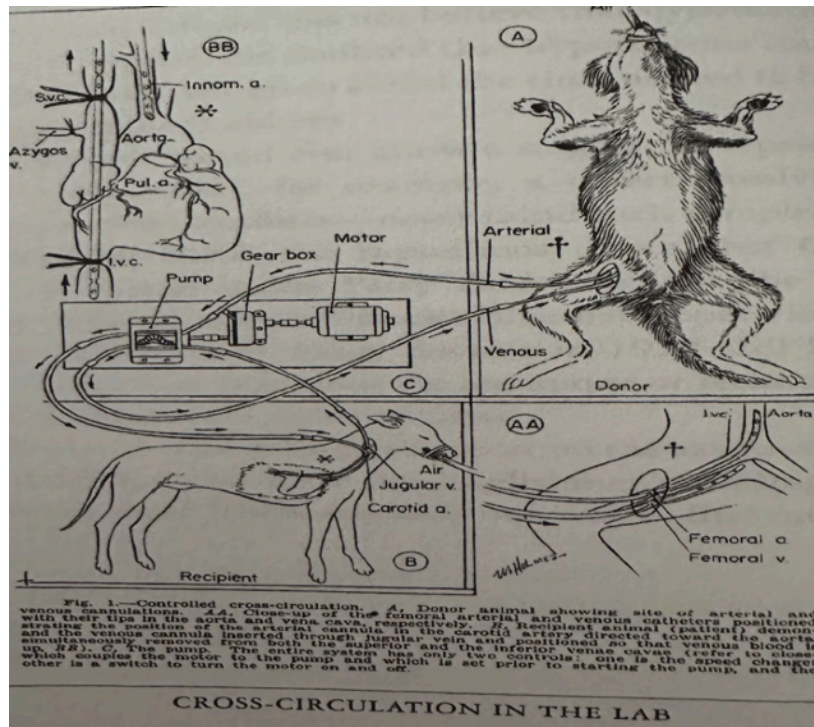 Air
BB
A
S.v.c.
Innom. a.
Azygos
v.
Aorta
Pul. a.
I.v.c.
Arterial
Motor
Gear box
Pump
Venous
C
Donor
AA
I.vc.
Aorta
Air
Jugular v.
Carotid a.
B
Femoral a.
Femoral v.
Recipient
Fig. 1.—Controlled cross-circulation. A, Donor animal showing site of arterial and
venous cannulations. AA, Close-up of the femoral arterial and venous catheters positioned
with their tips in the aorta and vena cava, respectively. B, Recipient animal (patient), demon-
strating the position of the arterial cannula in the carotid artery directed toward the aorta
and the venous cannula inserted through jugular vein and positioned so that venous blood is
simultaneously removed from both the superior and the inferior venae cavae (refer to close-
up, BB). C, The pump. The entire system has only two controls: one is the speed changer
which couples the motor to the pump and which is set prior to starting the pump, and the
other is a switch to turn the motor on and off.
CROSS-CIRCULATION IN THE LAB